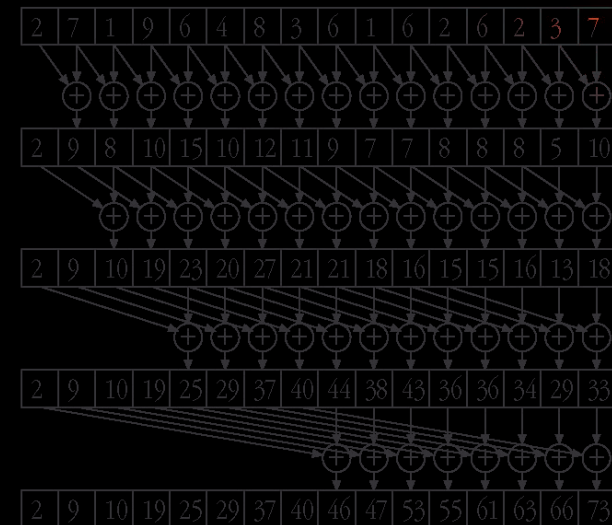 2 7 1 9 6 4 8 3 6 1 6 2 6 2 3 7
+ + + + + + + + + + + + + + +
2 9 8 10 15 10 12 11 9 7 7 8 8 8 5 10
+ + + + + + + + + + + + + +
2 9 10 19 23 20 27 21 21 18 16 15 15 16 13 18
+ + + + + + + + + + + +
2 9 10 19 25 29 37 40 44 38 43 36 36 34 29 33
+ + + + + + + +
2 9 10 19 25 29 37 40 46 47 53 55 61 63 66 73